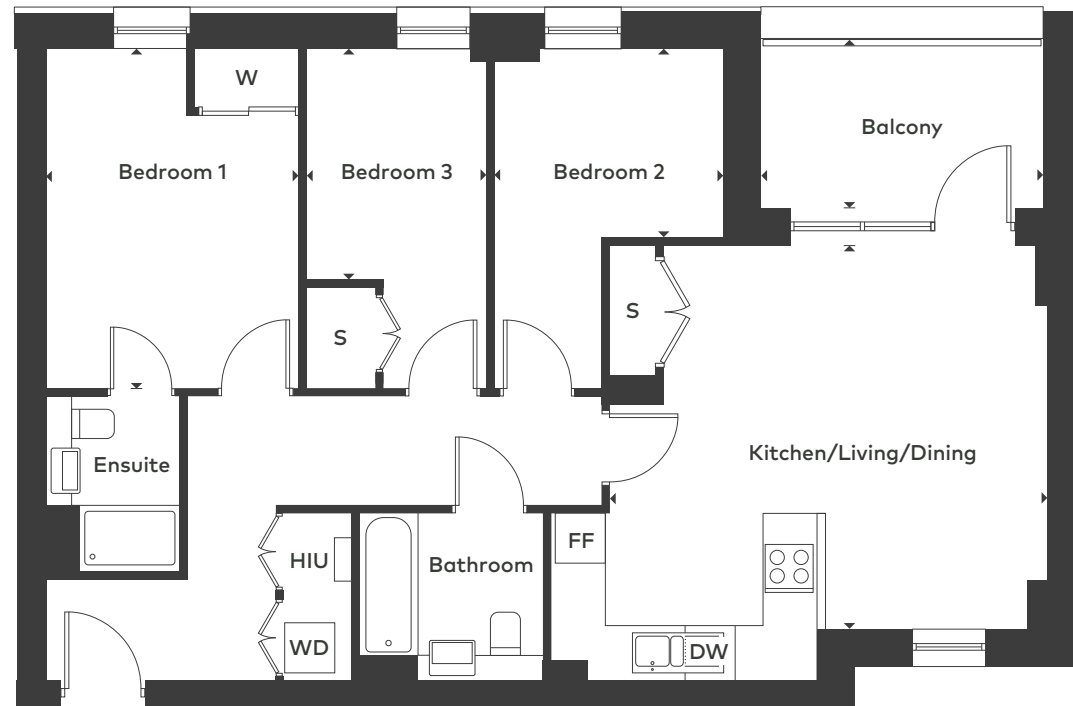 W
Balcony
Bedroom 1
Bedroom 3
Bedroom 2
S
S
Kitchen/Living/Dining
Ensuite
FF
HIU
Bathroom
WD
DW